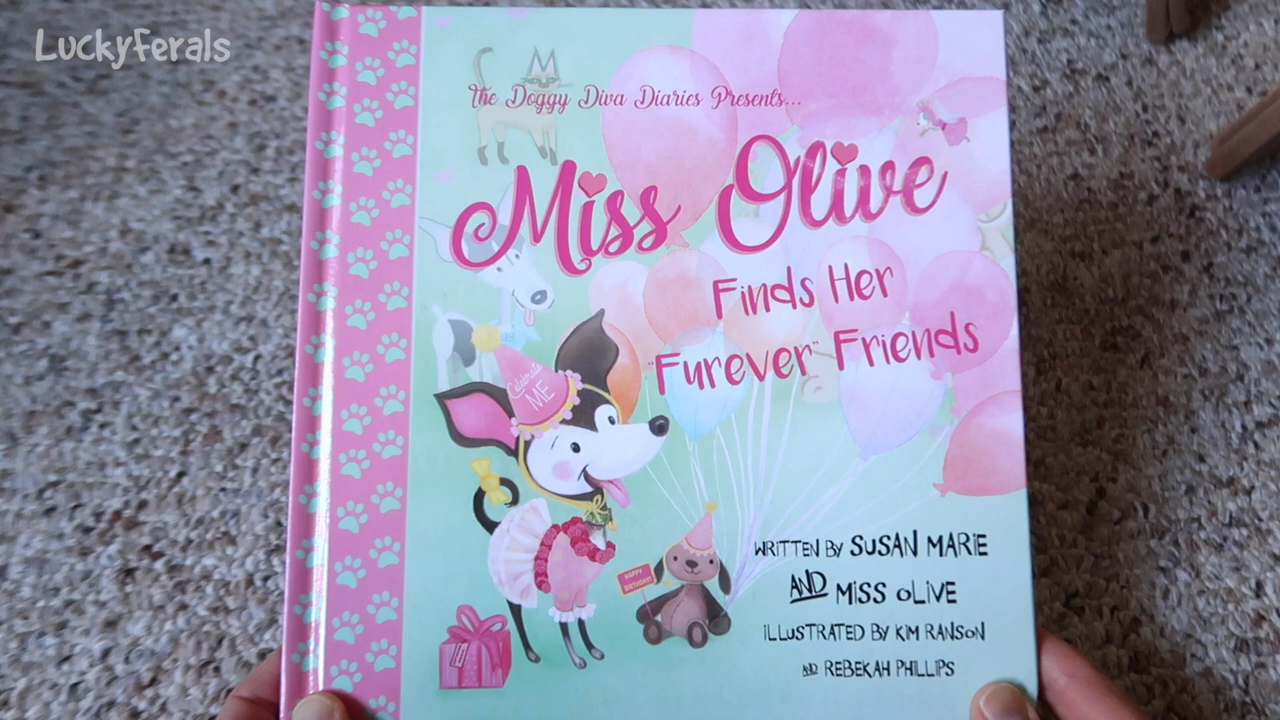 LuckyFerals
The Doggy Diva Diaries Presents...
Miss Olive
Finds Her
"Furever" Friends
Celebrate
ME
HAPPY
BIRTHDAY!
WRITTEN BY SUSAN MARIE
AND MISS OLIVE
ILLUSTRATED BY KIM RANSON
AND REBEKAH PHILLIPS